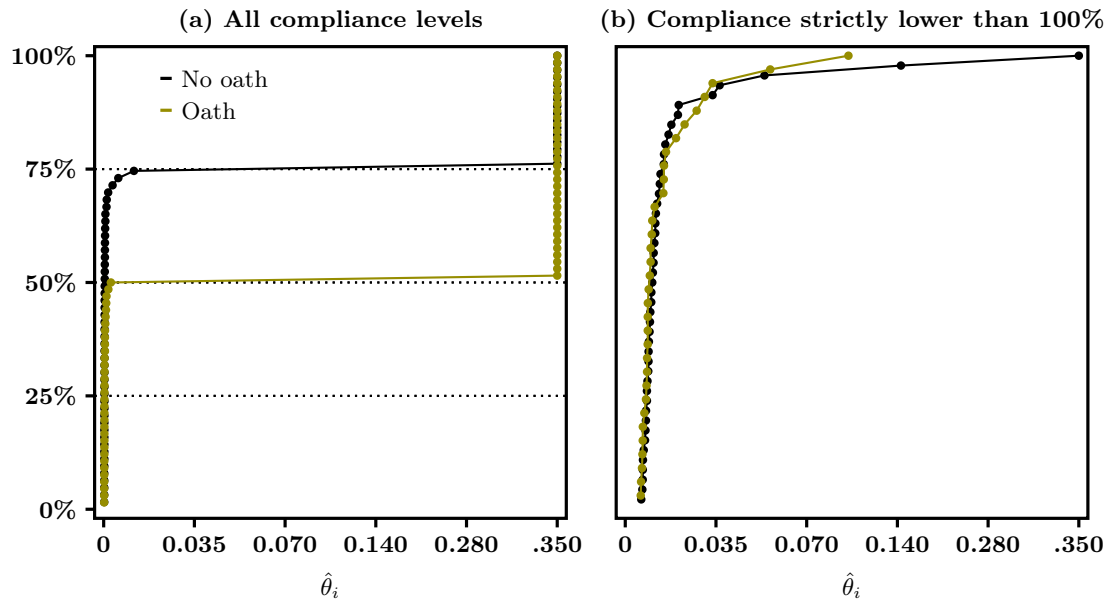 (a) All compliance levels
(b) Compliance strictly lower than 100%
100%
75%
50%
25%
0%
No oath
Oath
0 0.035 0.070 0.140 0.280 .350
0 0.035 0.070 0.140 0.280 .350
θ̂ᵢ
θ̂ᵢ